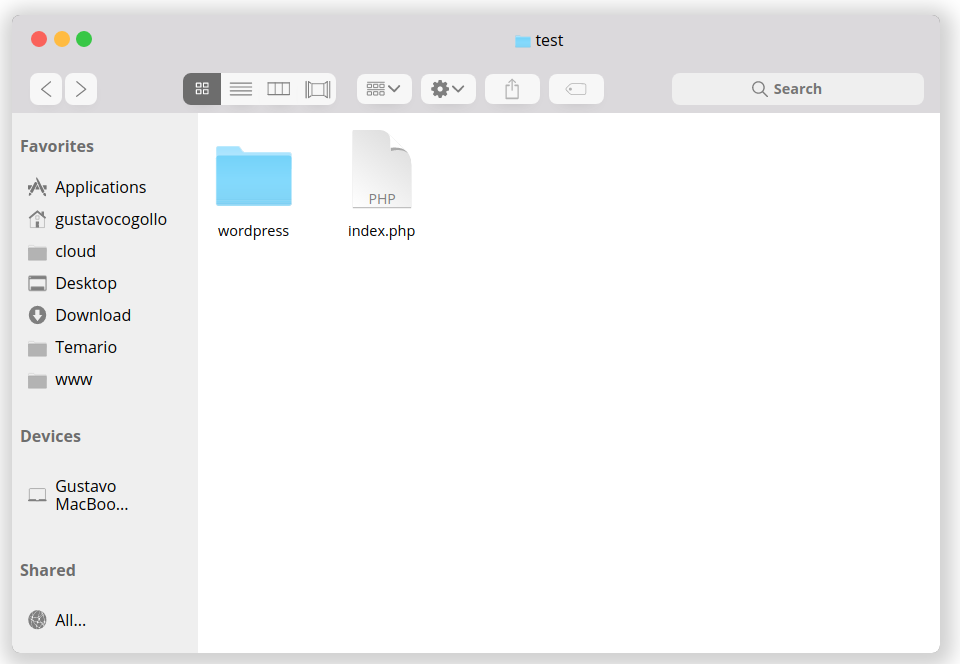 test
Search
Favorites
Applications
gustavocogollo
cloud
Desktop
Download
Temario
www
Devices
Gustavo
MacBoo...
Shared
All...
PHP
wordpress
index.php